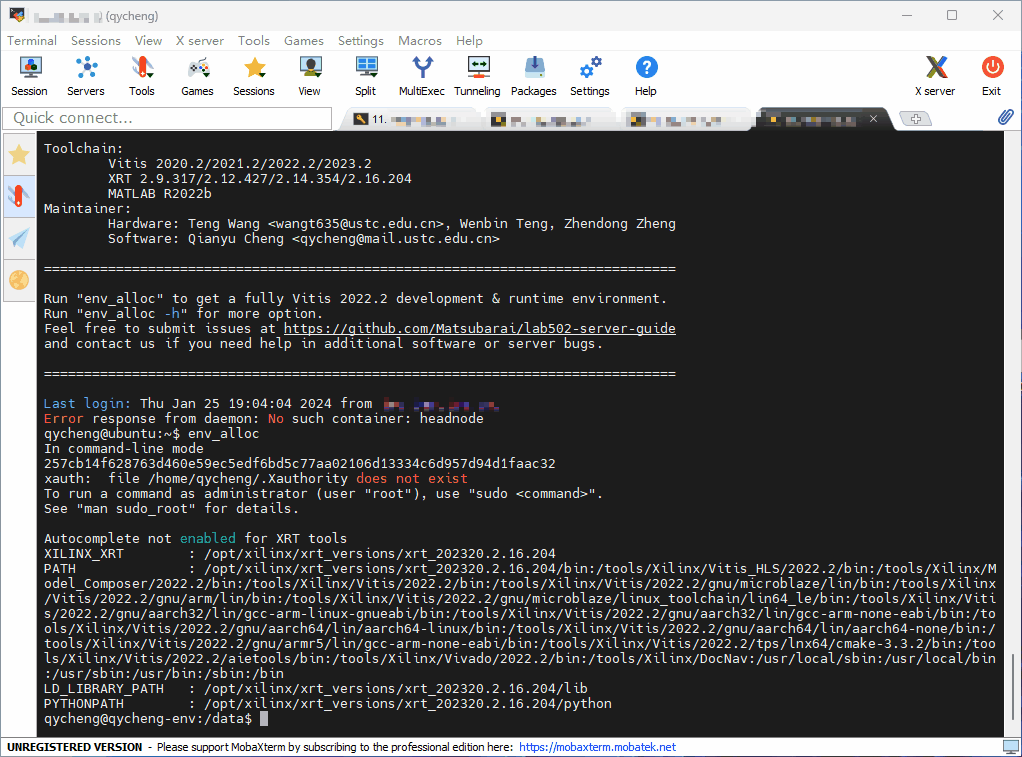 (qycheng)
Terminal Sessions View X server Tools Games Settings Macros Help
Session Servers Tools Games Sessions View Split MultiExec Tunneling Packages Settings Help X server Exit
Quick connect...
11.
Toolchain:
Vitis 2020.2/2021.2/2022.2/2023.2
XRT 2.9.317/2.12.427/2.14.354/2.16.204
MATLAB R2022b
Maintainer:
Hardware: Teng Wang <wangt635@ustc.edu.cn>, Wenbin Teng, Zhendong Zheng
Software: Qianyu Cheng <qycheng@mail.ustc.edu.cn>
===============================================================================
Run "env_alloc" to get a fully Vitis 2022.2 development & runtime environment.
Run "env_alloc -h" for more option.
Feel free to submit issues at https://github.com/Matsubarai/lab502-server-guide
and contact us if you need help in additional software or server bugs.
===============================================================================
Last login: Thu Jan 25 19:04:04 2024 from
Error response from daemon: No such container: headnode
qycheng@ubuntu:~$ env_alloc
In command-line mode
257cb14f628763d460e59ec5edf6bd5c77aa02106d13334c6d957d94d1faac32
xauth:  file /home/qycheng/.Xauthority does not exist
To run a command as administrator (user "root"), use "sudo <command>".
See "man sudo_root" for details.
Autocomplete not enabled for XRT tools
XILINX_XRT        : /opt/xilinx/xrt_versions/xrt_202320.2.16.204
PATH              : /opt/xilinx/xrt_versions/xrt_202320.2.16.204/bin:/tools/Xilinx/Vitis_HLS/2022.2/bin:/tools/Xilinx/M
odel_Composer/2022.2/bin:/tools/Xilinx/Vitis/2022.2/bin:/tools/Xilinx/Vitis/2022.2/gnu/microblaze/lin/bin:/tools/Xilinx
/Vitis/2022.2/gnu/arm/lin/bin:/tools/Xilinx/Vitis/2022.2/gnu/microblaze/linux_toolchain/lin64_le/bin:/tools/Xilinx/Viti
s/2022.2/gnu/aarch32/lin/gcc-arm-linux-gnueabi/bin:/tools/Xilinx/Vitis/2022.2/gnu/aarch32/lin/gcc-arm-none-eabi/bin:/to
ols/Xilinx/Vitis/2022.2/gnu/aarch64/lin/aarch64-linux/bin:/tools/Xilinx/Vitis/2022.2/gnu/aarch64/lin/aarch64-none/bin:/
tools/Xilinx/Vitis/2022.2/gnu/armr5/lin/gcc-arm-none-eabi/bin:/tools/Xilinx/Vitis/2022.2/tps/lnx64/cmake-3.3.2/bin:/too
ls/Xilinx/Vitis/2022.2/aietools/bin:/tools/Xilinx/Vivado/2022.2/bin:/tools/Xilinx/DocNav:/usr/local/sbin:/usr/local/bin
:/usr/sbin:/usr/bin:/sbin:/bin
LD_LIBRARY_PATH   : /opt/xilinx/xrt_versions/xrt_202320.2.16.204/lib
PYTHONPATH        : /opt/xilinx/xrt_versions/xrt_202320.2.16.204/python
qycheng@qycheng-env:/data$
UNREGISTERED VERSION - Please support MobaXterm by subscribing to the professional edition here: https://mobaxterm.mobatek.net